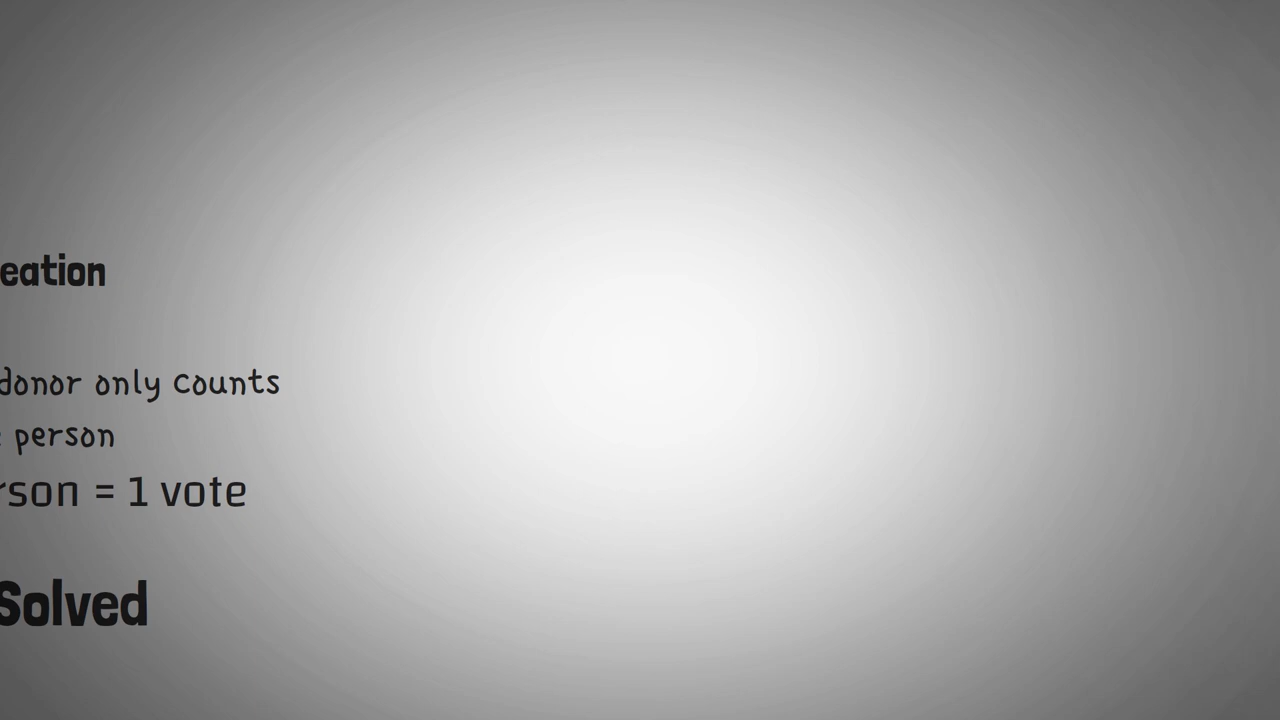 eation
donor only counts
person
rson = 1 vote
Solved